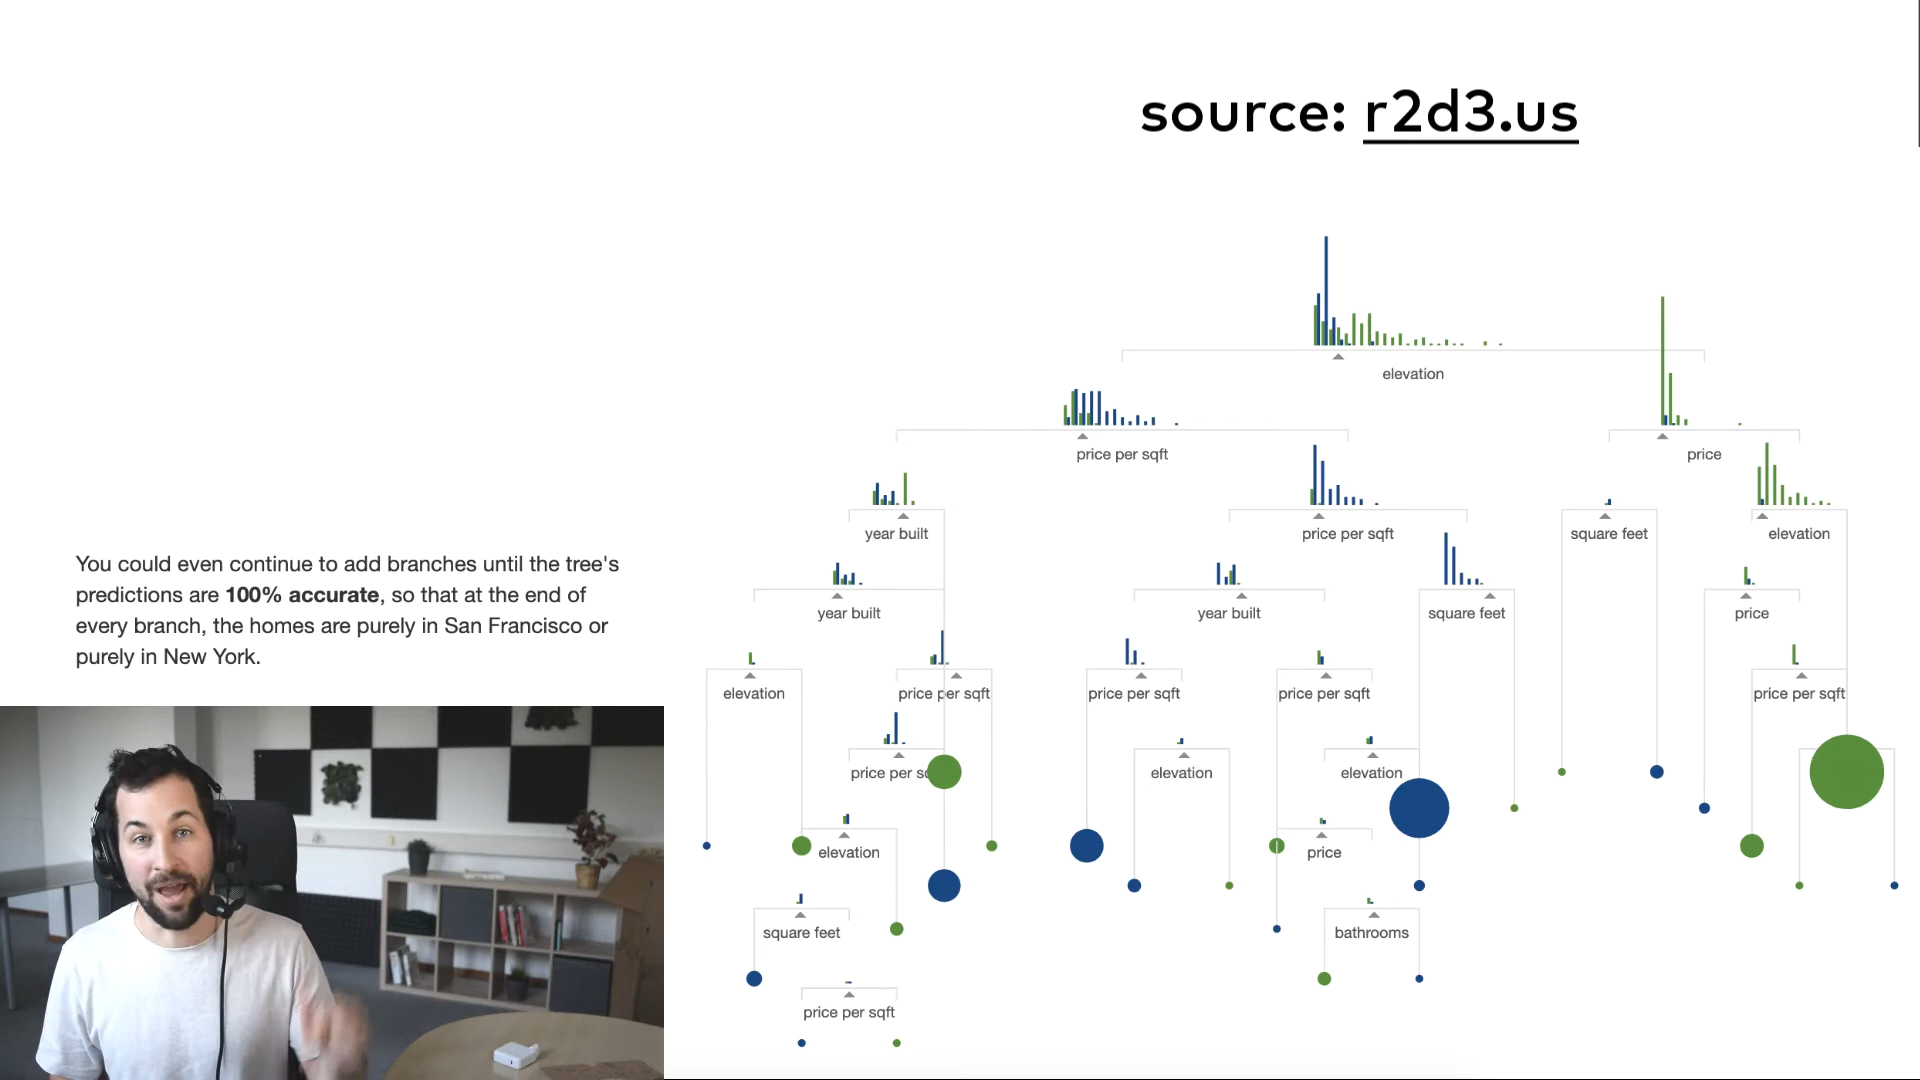 source: r2d3.us
elevation
price per sqft
price
year built
price per sqft
square feet
elevation
You could even continue to add branches until the tree's
predictions are 100% accurate, so that at the end of
every branch, the homes are purely in San Francisco or
purely in New York.
year built
year built
square feet
price
elevation
price per sqft
price per sqft
price per sqft
price per sqft
price per s
elevation
elevation
elevation
price
square feet
bathrooms
price per sqft